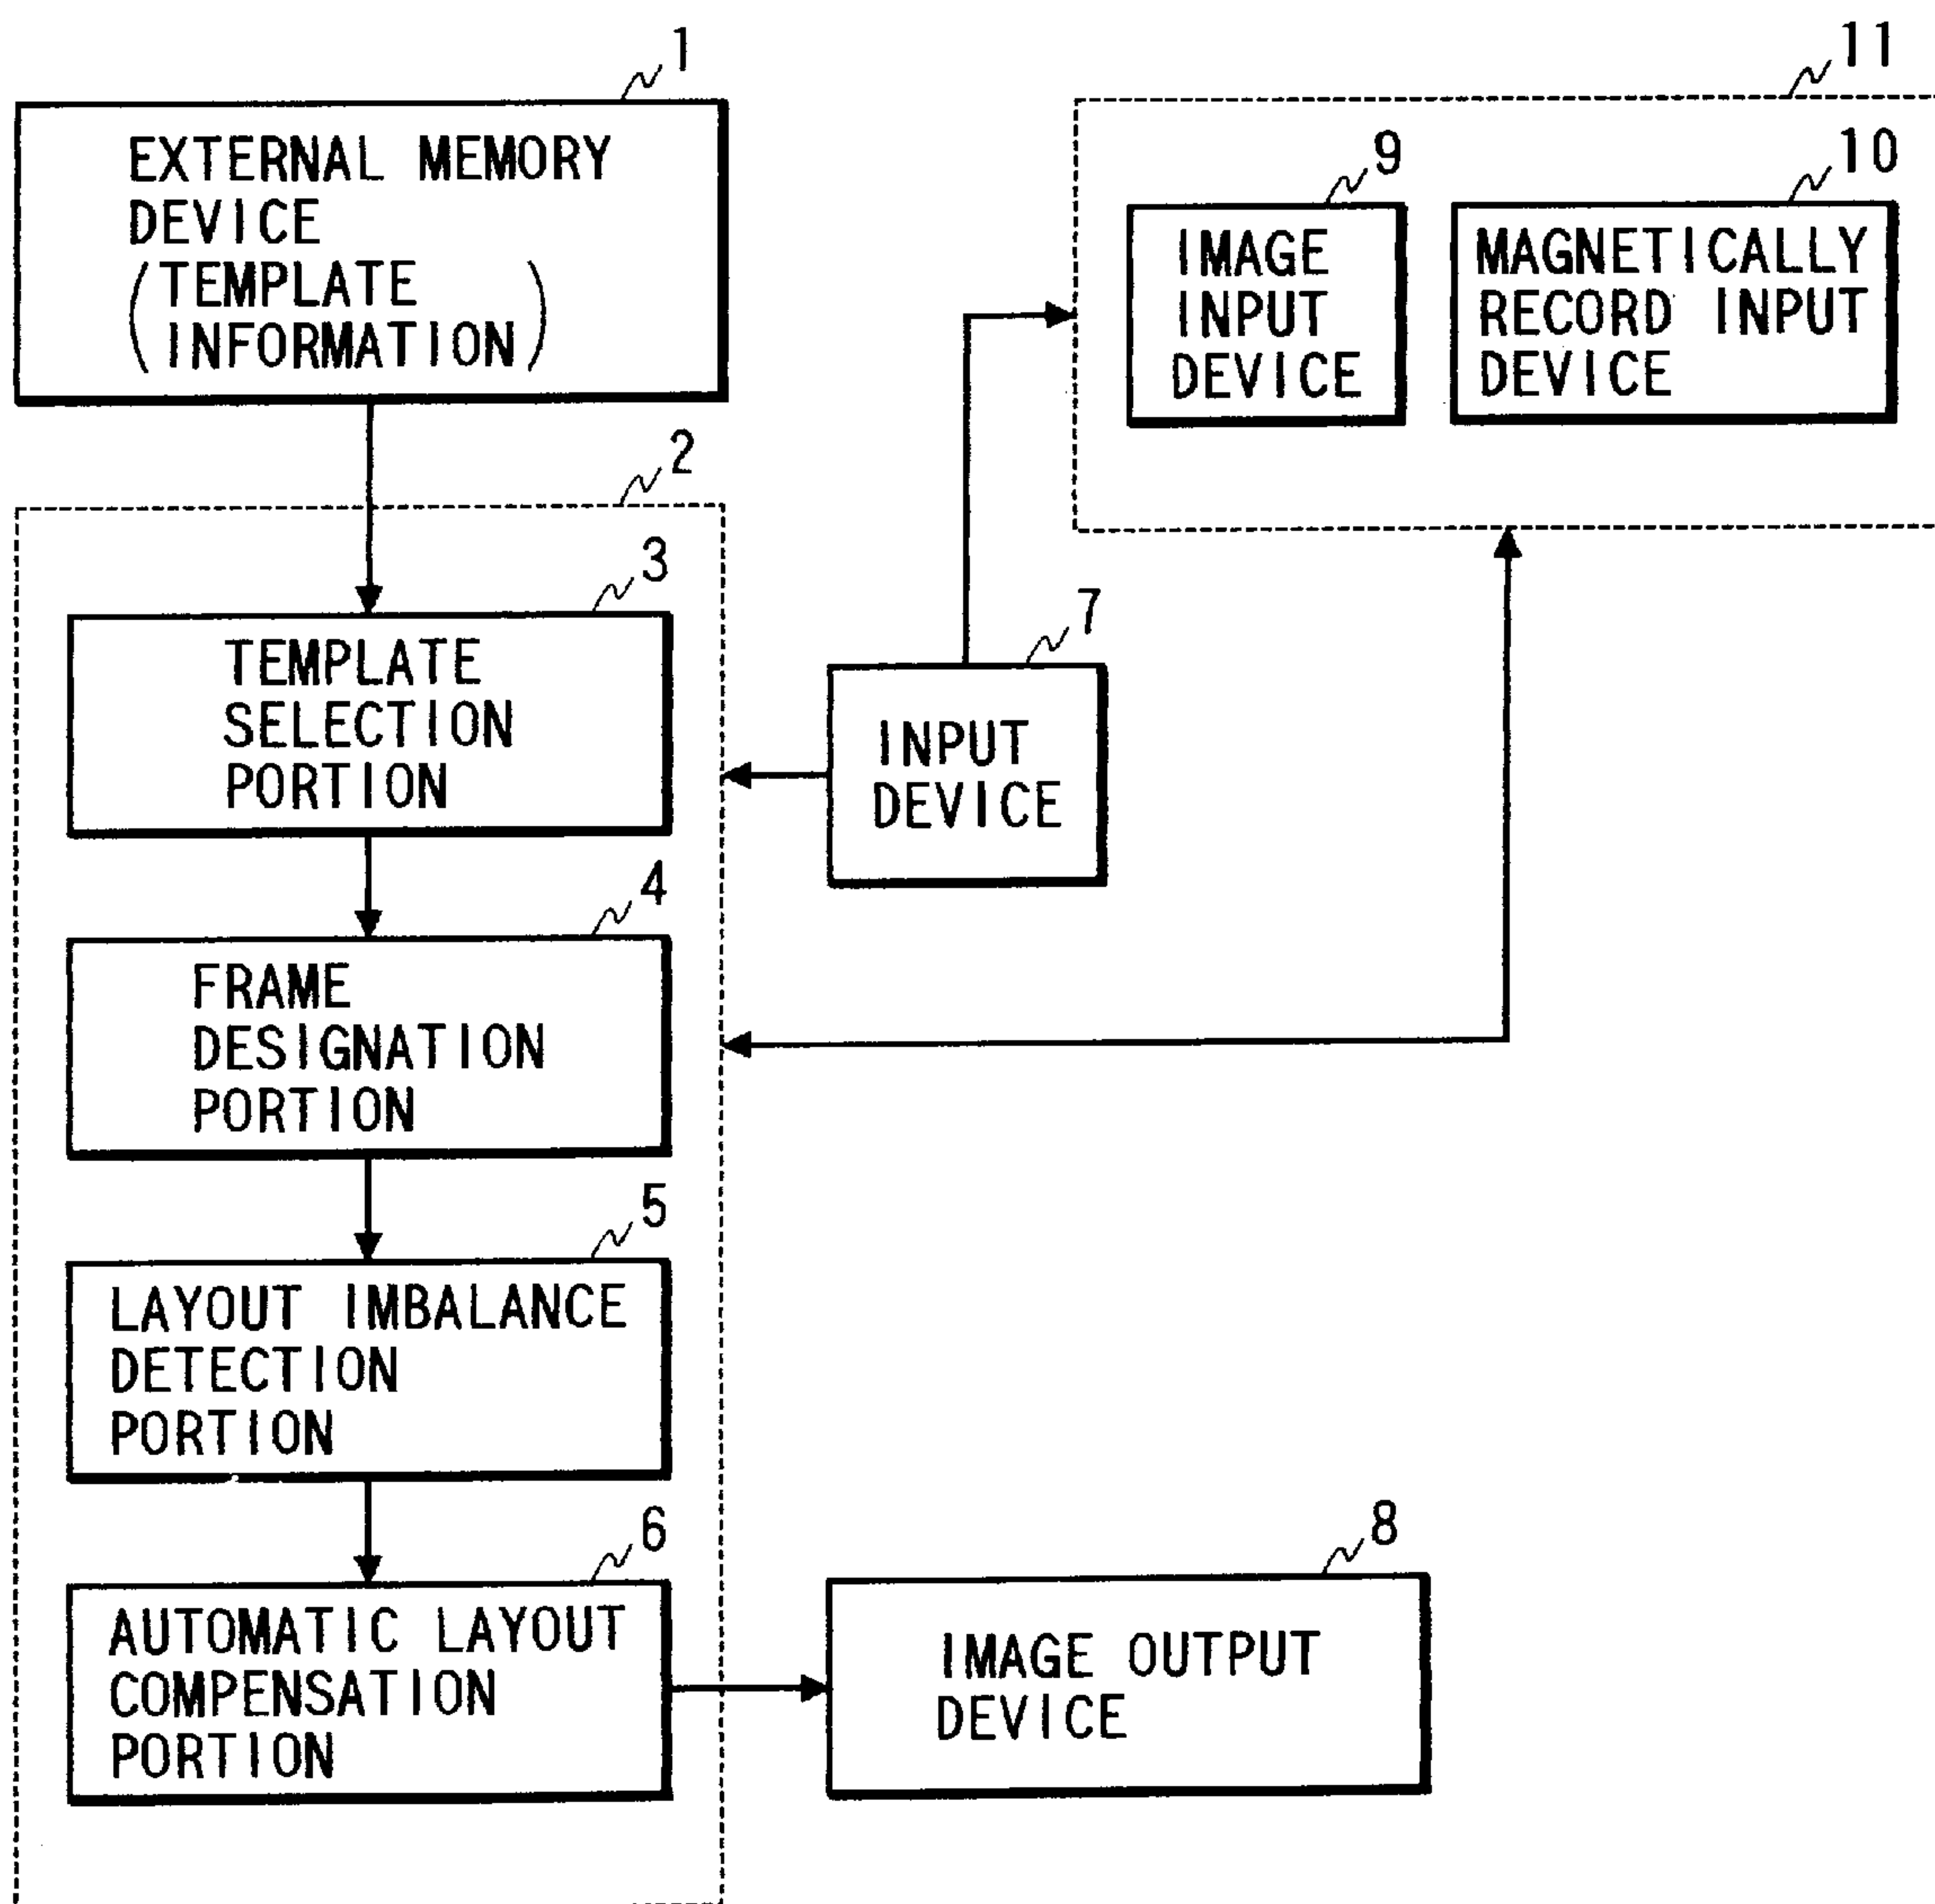 1
EXTERNAL MEMORY
DEVICE
(TEMPLATE
INFORMATION)
11
9
IMAGE
INPUT
DEVICE
10
MAGNETICALLY
RECORD INPUT
DEVICE
2
3
TEMPLATE
SELECTION
PORTION
7
INPUT
DEVICE
4
FRAME
DESIGNATION
PORTION
5
LAYOUT IMBALANCE
DETECTION
PORTION
6
AUTOMATIC LAYOUT
COMPENSATION
PORTION
8
IMAGE OUTPUT
DEVICE